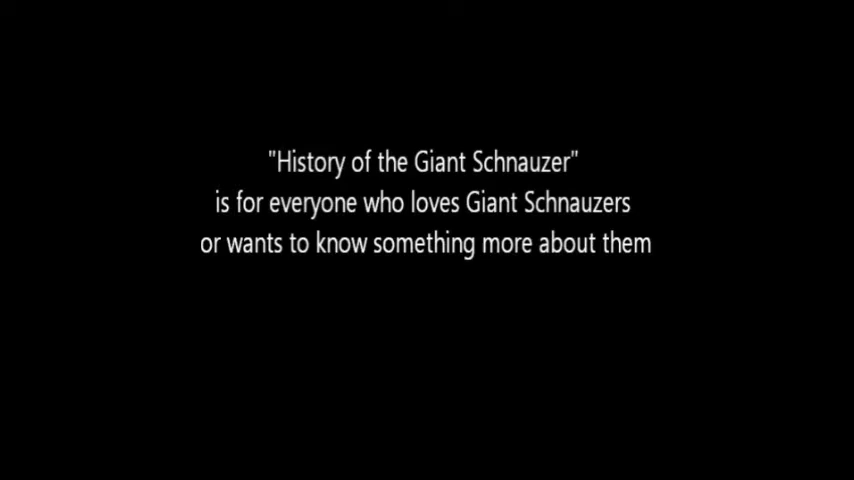 "History of the Giant Schnauzer"
is for everyone who loves Giant Schnauzers
or wants to know something more about them